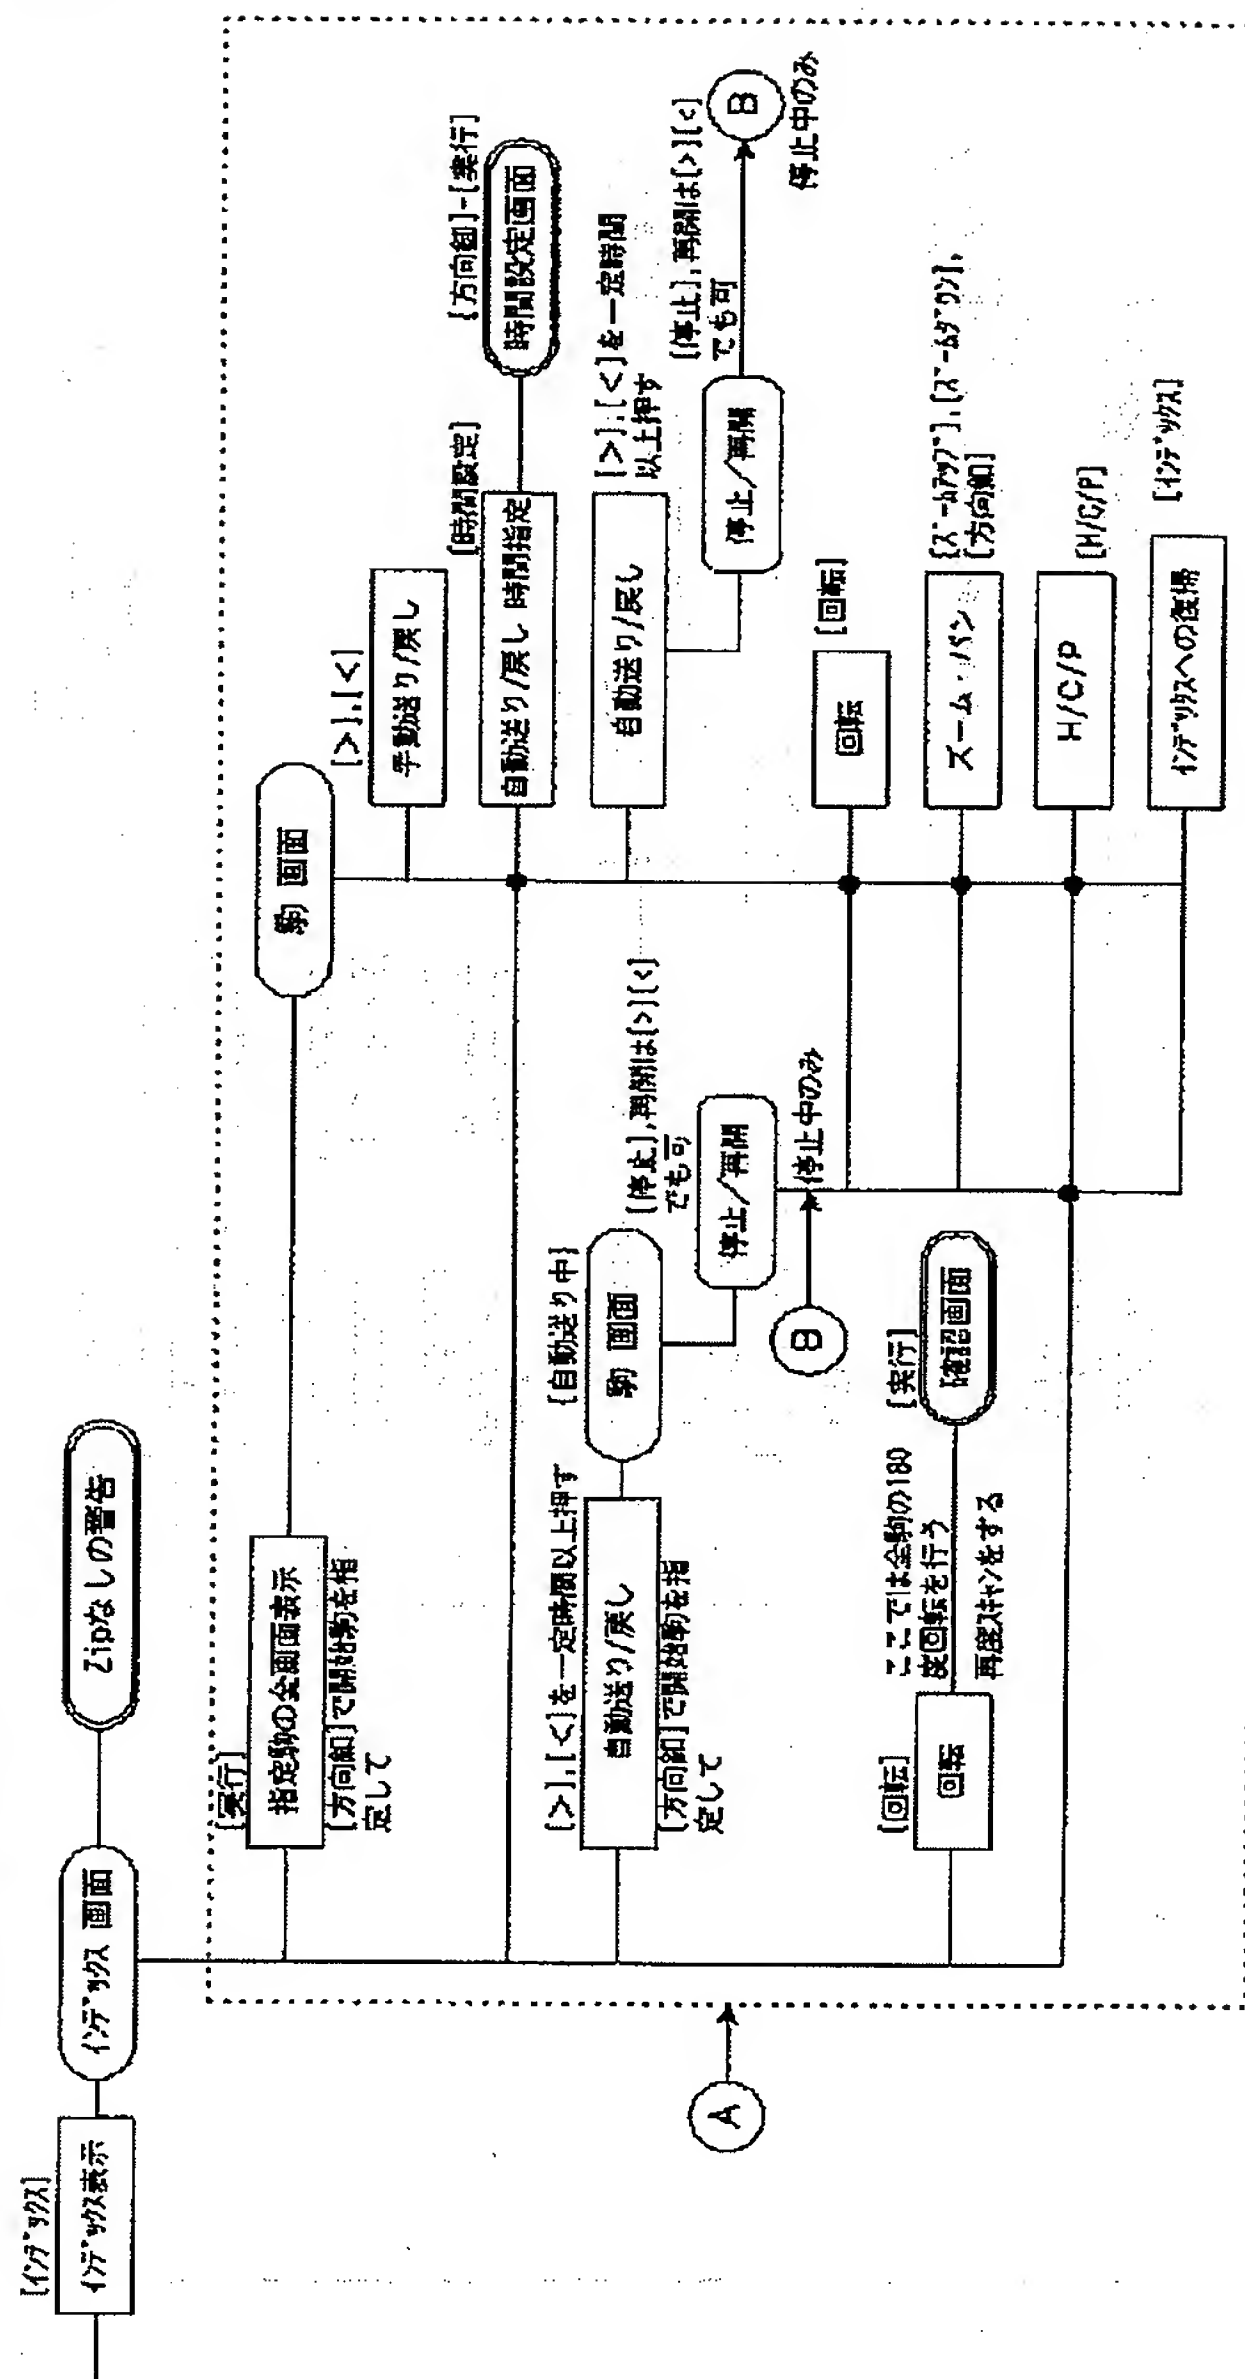 [インデックス]
インデックス表示
インデックス 画面
Zipなしの警告
A
[実行]
指定駒の全画面表示
[方向釦]で開始駒を指
定して
駒 画面
[>],[<]
手動送り/戻し
[時間設定]
自動送り/戻し 時間指定
[方向釦]-[実行]
時間設定画面
[>],[<]を一定時間
以上押す
自動送り/戻し
[停止],再開は[>][<]
でも可
停止/再開
B
停止中のみ
[>],[<]を一定時間以上押す
自動送り/戻し
[方向釦]で開始駒を指
定して
[自動送り中]
駒 画面
[停止],再開は[>][<]
でも可
停止/再開
停止中のみ
B
[回転]
回転
[回転]
回転
ここでは全駒の180
度回転を行う
再度スキャンをする
[実行]
確認画面
[ズームアップ],[ズームダウン],
[方向釦]
ズーム・パン
[H/C/P]
H/C/P
[インデックス]
インデックスへの復帰